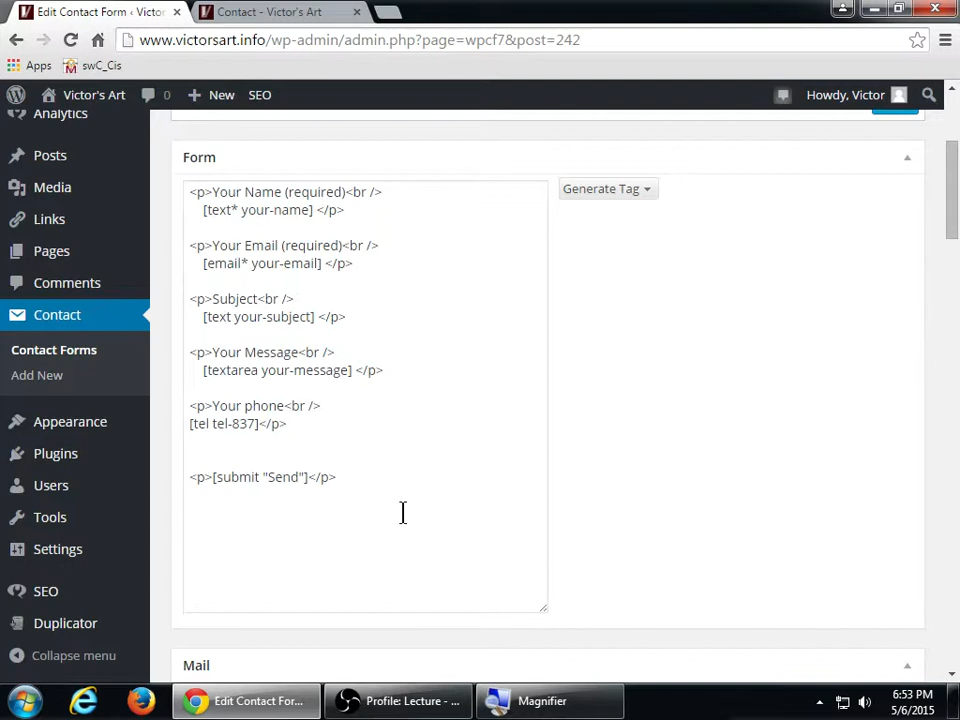 Edit Contact Form ‹ Victor
Contact - Victor's Art
www.victorsart.info/wp-admin/admin.php?page=wpcf7&post=242
Apps
swC_Cis
Victor's Art
0
New
SEO
Howdy, Victor
Analytics
Posts
Media
Links
Pages
Comments
Contact
Contact Forms
Add New
Appearance
Plugins
Users
Tools
Settings
SEO
Duplicator
Collapse menu
Form
<p>Your Name (required)<br />
[text* your-name] </p>
<p>Your Email (required)<br />
[email* your-email] </p>
<p>Subject<br />
[text your-subject] </p>
<p>Your Message<br />
[textarea your-message] </p>
<p>Your phone<br />
[tel tel-837]</p>
<p>[submit "Send"]</p>
Generate Tag
Mail
Edit Contact For...
Profile: Lecture - ...
Magnifier
6:53 PM
5/6/2015